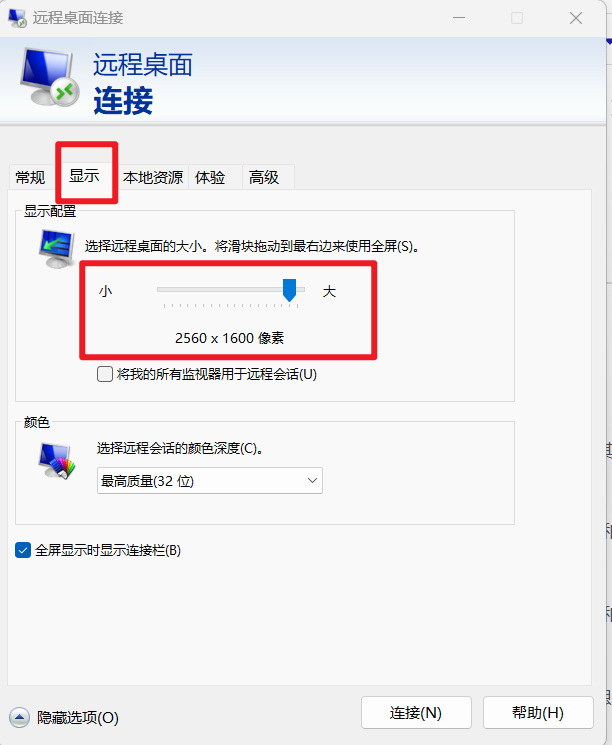 远程桌面连接
远程桌面
连接
常规 显示 本地资源 体验 高级
显示配置
选择远程桌面的大小。将滑块拖动到最右边来使用全屏(S)。
小 大
2560 x 1600 像素
将我的所有监视器用于远程会话(U)
颜色
选择远程会话的颜色深度(C)。
最高质量(32 位)
全屏显示时显示连接栏(B)
隐藏选项(O) 连接(N) 帮助(H)